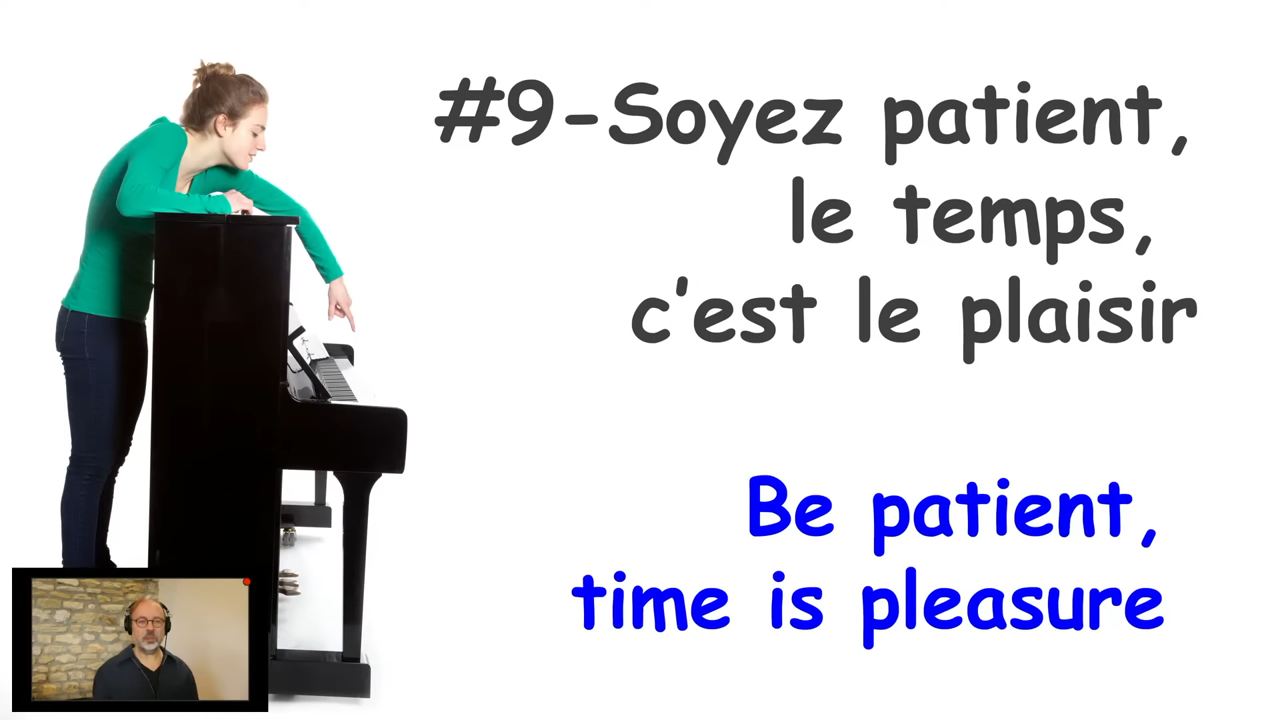 #9-Soyez patient,
le temps,
c'est le plaisir
Be patient,
time is pleasure